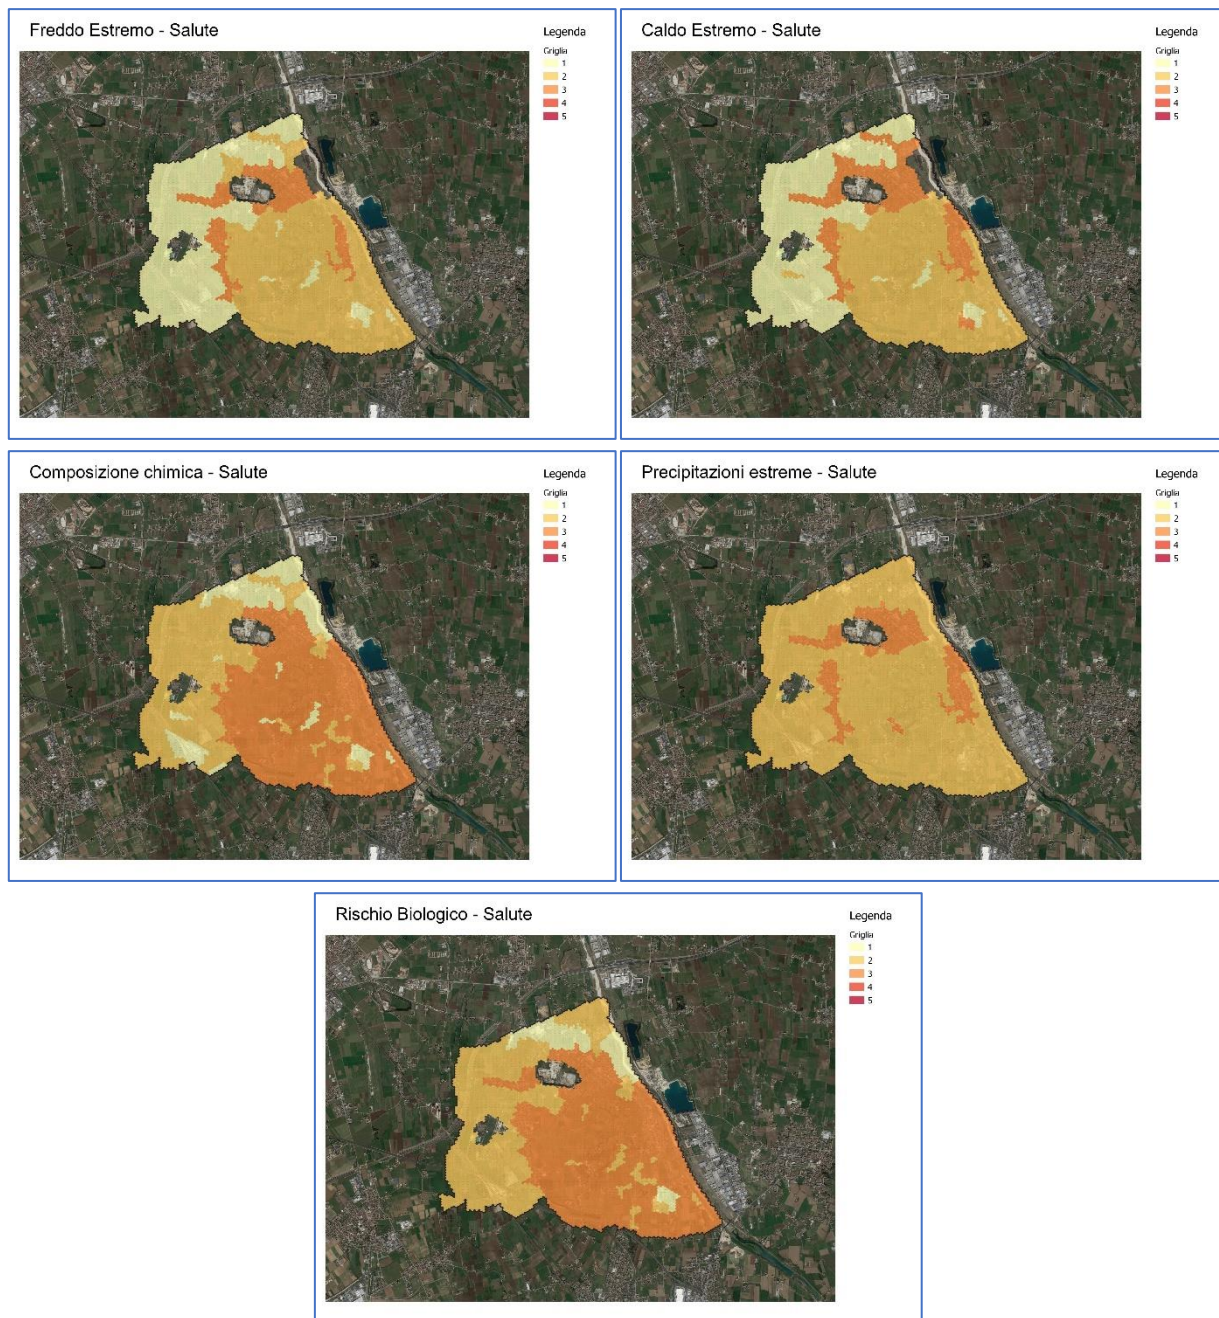 Freddo Estremo - Salute
Legenda
Griglia
1
2
3
4
5
Caldo Estremo - Salute
Legenda
Griglia
1
2
3
4
5
Composizione chimica - Salute
Legenda
Griglia
1
2
3
4
5
Precipitazioni estreme - Salute
Legenda
Griglia
1
2
3
4
5
Rischio Biologico - Salute
Legenda
Griglia
1
2
3
4
5